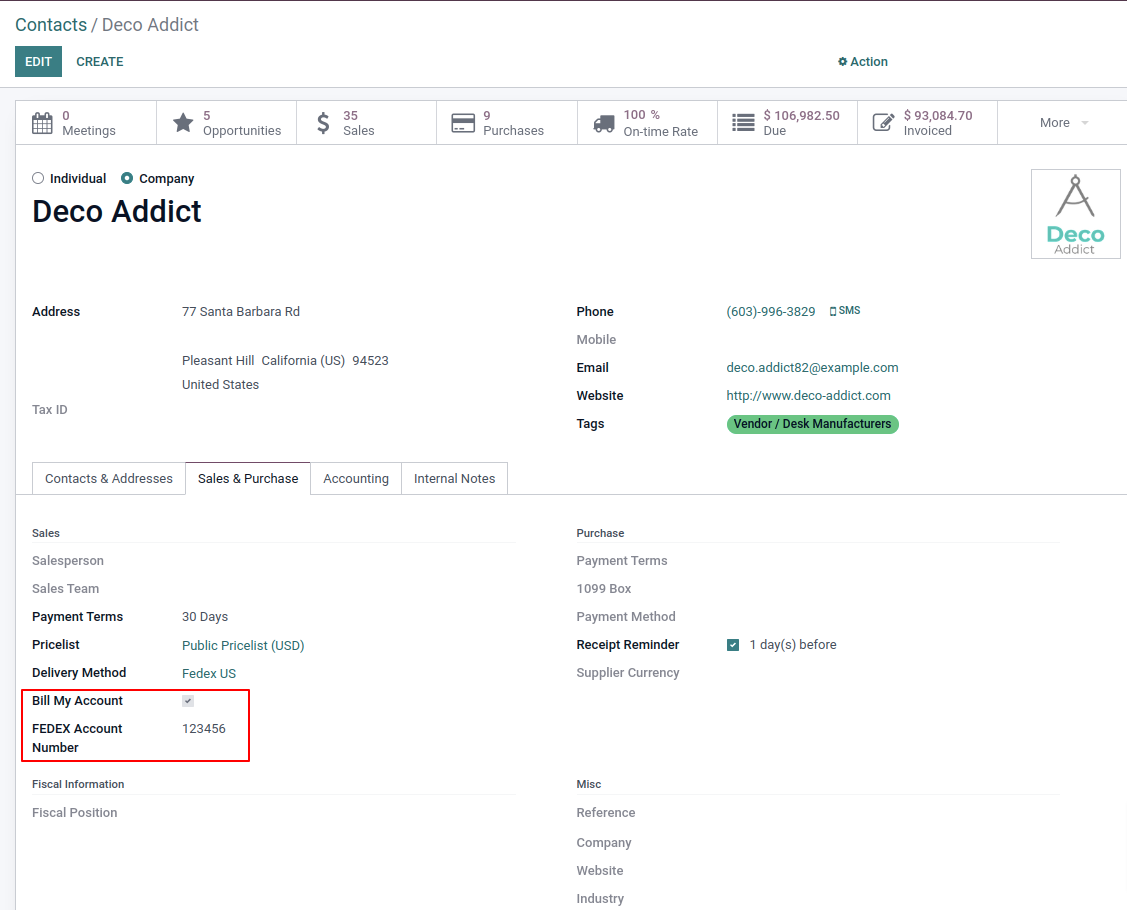 Contacts / Deco Addict
EDIT CREATE Action
0 Meetings
5 Opportunities
35 Sales
9 Purchases
100 % On-time Rate
$ 106,982.50 Due
$ 93,084.70 Invoiced
More
Individual Company
Deco Addict
Deco
Addict
Address 77 Santa Barbara Rd
Pleasant Hill California (US) 94523
United States
Tax ID
Phone (603)-996-3829 SMS
Mobile
Email deco.addict82@example.com
Website http://www.deco-addict.com
Tags Vendor / Desk Manufacturers
Contacts & Addresses Sales & Purchase Accounting Internal Notes
Sales
Salesperson
Sales Team
Payment Terms 30 Days
Pricelist Public Pricelist (USD)
Delivery Method Fedex US
Bill My Account
FEDEX Account 123456
Number
Purchase
Payment Terms
1099 Box
Payment Method
Receipt Reminder 1 day(s) before
Supplier Currency
Fiscal Information
Fiscal Position
Misc
Reference
Company
Website
Industry